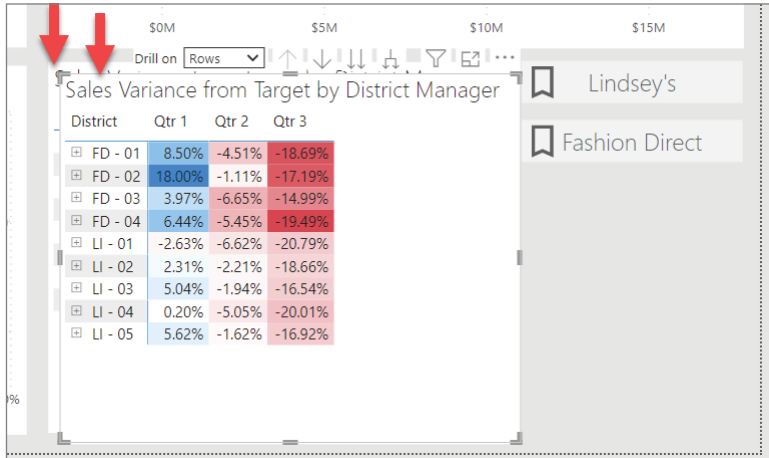 $0M $5M $10M $15M
Drill on Rows
Sales Variance from Target by District Manager
District Qtr 1 Qtr 2 Qtr 3
FD - 01 8.50% -4.51% -18.69%
FD - 02 18.00% -1.11% -17.19%
FD - 03 3.97% -6.65% -14.99%
FD - 04 6.44% -5.45% -19.49%
LI - 01 -2.63% -6.62% -20.79%
LI - 02 2.31% -2.21% -18.66%
LI - 03 5.04% -1.94% -16.54%
LI - 04 0.20% -5.05% -20.01%
LI - 05 5.62% -1.62% -16.92%
Lindsey's
Fashion Direct